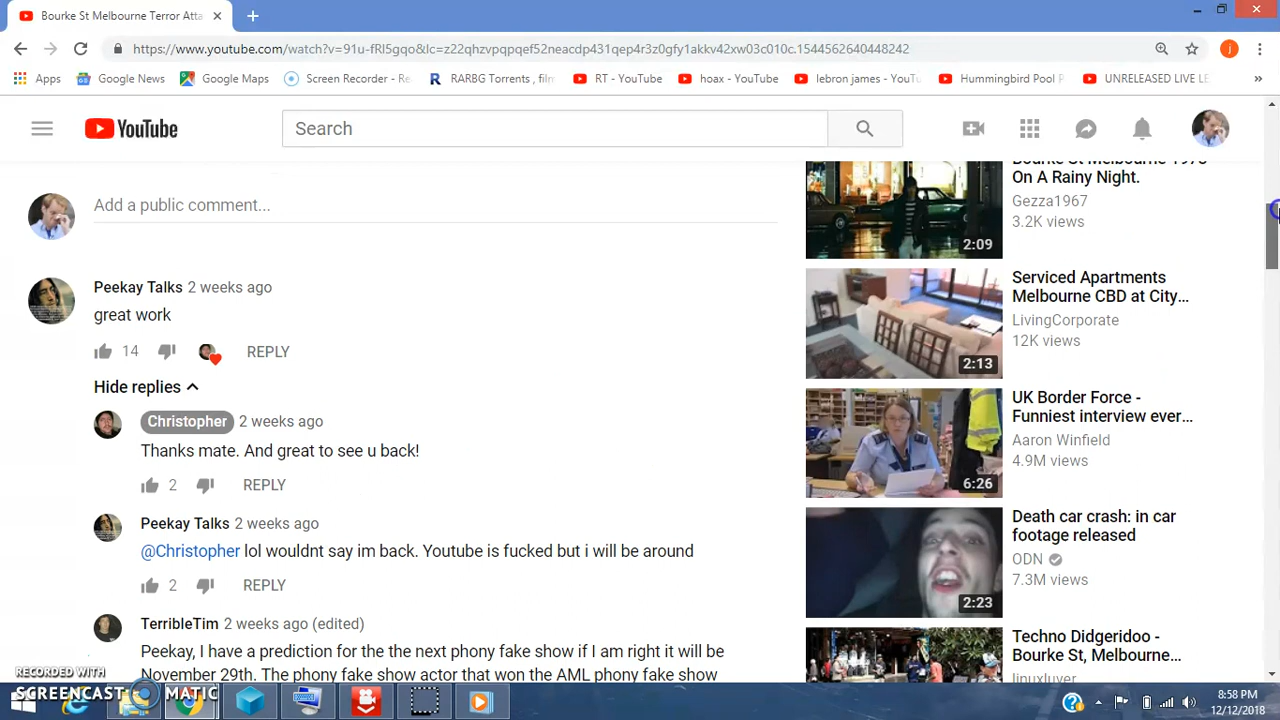 Bourke St Melbourne Terror Atta
https://www.youtube.com/watch?v=91u-fRI5gqo&lc=z22qhzvpqpqef52neacdp431qep4r3z0gfy1akkv42xw03c010c.1544562640448242
Apps Google News Google Maps Screen Recorder - Re RARBG Torrents , film RT - YouTube hoax - YouTube lebron james - YouTu Hummingbird Pool P UNRELEASED LIVE LE »
YouTube
Search
Add a public comment...
Peekay Talks 2 weeks ago
great work
14 REPLY
Hide replies
Christopher 2 weeks ago
Thanks mate. And great to see u back!
2 REPLY
Peekay Talks 2 weeks ago
@Christopher lol wouldnt say im back. Youtube is fucked but i will be around
2 REPLY
TerribleTim 2 weeks ago (edited)
Peekay, I have a prediction for the the next phony fake show if I am right it will be
November 29th. The phony fake show actor that won the AML phony fake show
Bourke St Melbourne 1978
On A Rainy Night.
Gezza1967
3.2K views
2:09
Serviced Apartments
Melbourne CBD at City...
LivingCorporate
12K views
2:13
UK Border Force -
Funniest interview ever...
Aaron Winfield
4.9M views
6:26
Death car crash: in car
footage released
ODN
7.3M views
2:23
Techno Didgeridoo -
Bourke St, Melbourne...
linuxluver
RECORDED WITH
SCREENCAST MATIC
8:58 PM
12/12/2018